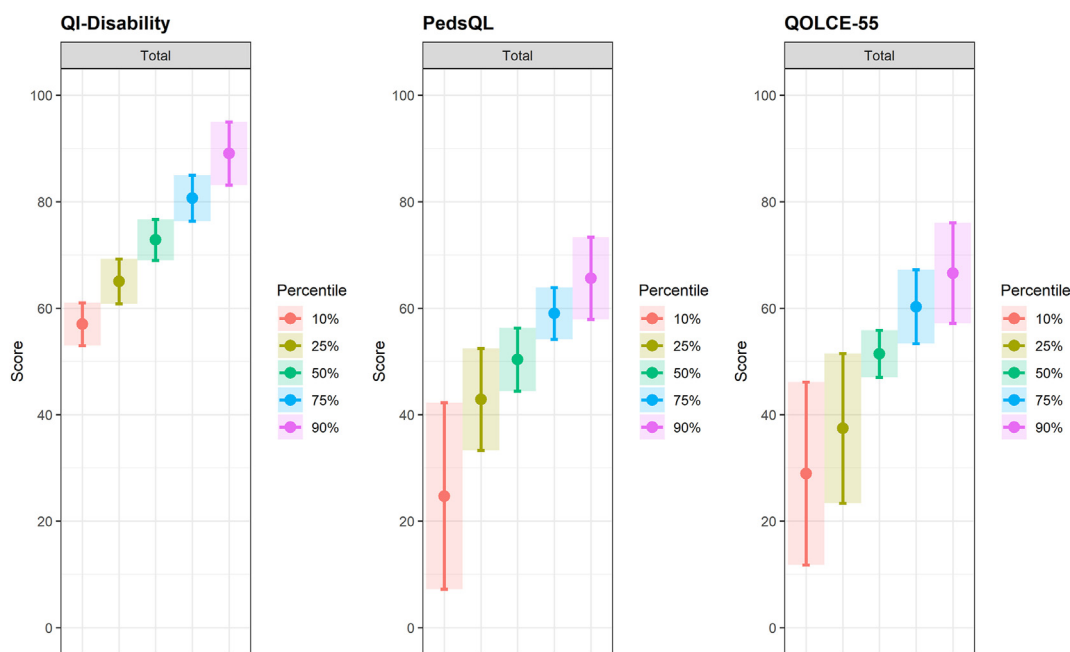 QI-Disability
Total
Score
100
80
60
40
20
0
Percentile
10%
25%
50%
75%
90%
PedsQL
Total
Score
100
80
60
40
20
0
Percentile
10%
25%
50%
75%
90%
QOLCE-55
Total
Score
100
80
60
40
20
0
Percentile
10%
25%
50%
75%
90%